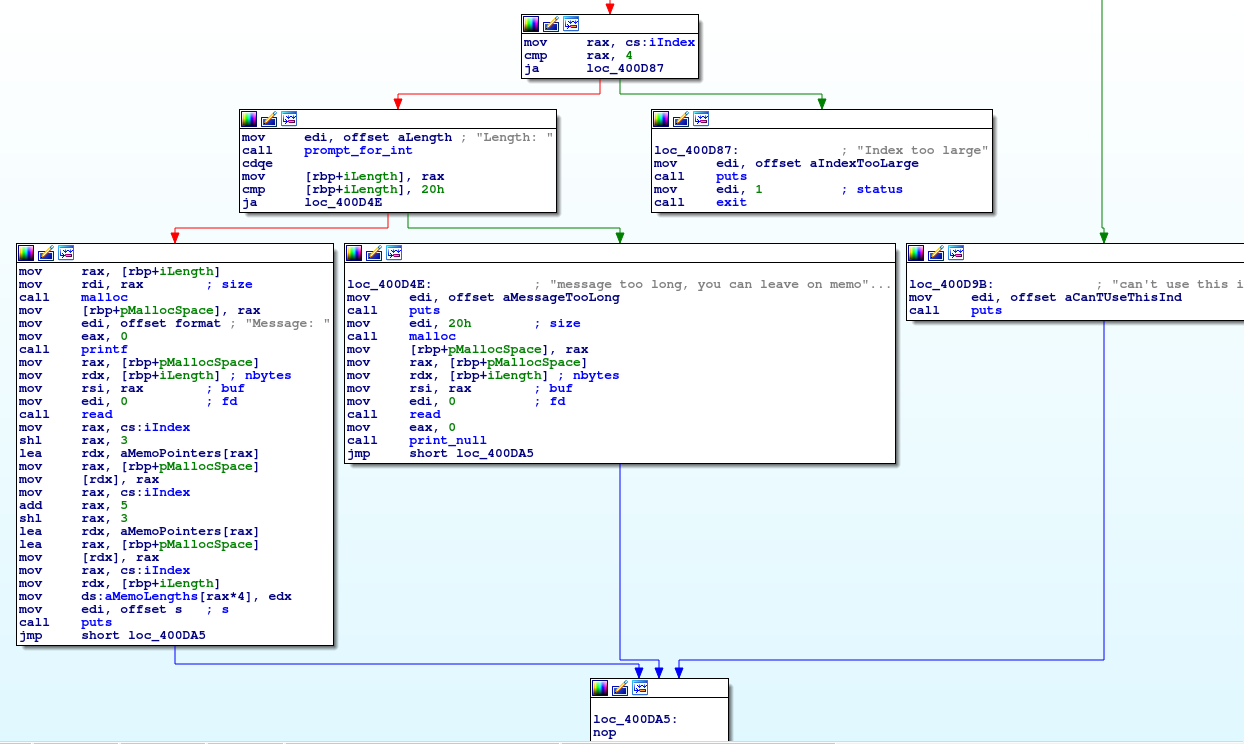 mov rax, cs:iIndex
cmp rax, 4
ja loc_400D87
mov edi, offset aLength ; "Length: "
call prompt_for_int
cdqe
mov [rbp+iLength], rax
cmp [rbp+iLength], 20h
ja loc_400D4E
loc_400D87: ; "Index too large"
mov edi, offset aIndexTooLarge
call puts
mov edi, 1 ; status
call exit
mov rax, [rbp+iLength]
mov rdi, rax ; size
call malloc
mov [rbp+pMallocSpace], rax
mov edi, offset format ; "Message: "
mov eax, 0
call printf
mov rax, [rbp+pMallocSpace]
mov rdx, [rbp+iLength] ; nbytes
mov rsi, rax ; buf
mov edi, 0 ; fd
call read
mov rax, cs:iIndex
shl rax, 3
lea rdx, aMemoPointers[rax]
mov rax, [rbp+pMallocSpace]
mov [rdx], rax
mov rax, cs:iIndex
add rax, 5
shl rax, 3
lea rdx, aMemoPointers[rax]
lea rax, [rbp+pMallocSpace]
mov [rdx], rax
mov rax, cs:iIndex
mov rdx, [rbp+iLength]
mov ds:aMemoLengths[rax*4], edx
mov edi, offset s ; s
call puts
jmp short loc_400DA5
loc_400D4E: ; "message too long, you can leave on memo"...
mov edi, offset aMessageTooLong
call puts
mov edi, 20h ; size
call malloc
mov [rbp+pMallocSpace], rax
mov rax, [rbp+pMallocSpace]
mov rdx, [rbp+iLength] ; nbytes
mov rsi, rax ; buf
mov edi, 0 ; fd
call read
mov eax, 0
call print_null
jmp short loc_400DA5
loc_400D9B: ; "can't use this i
mov edi, offset aCanTUseThisInd
call puts
loc_400DA5:
nop